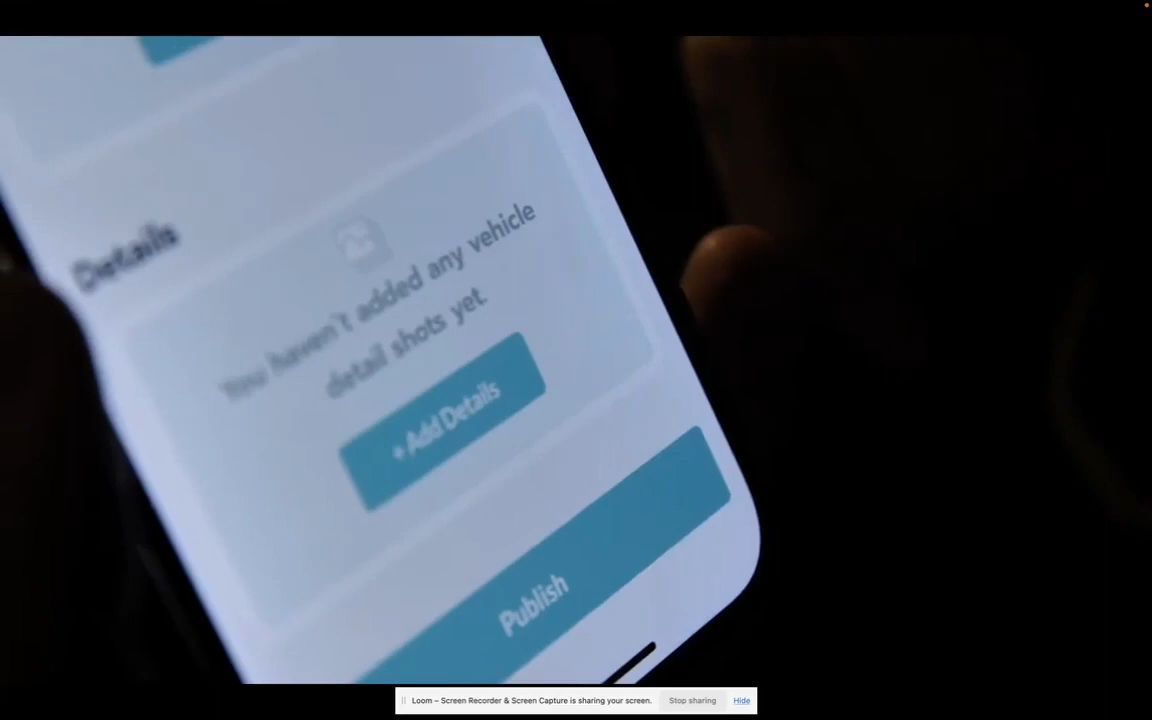 Details
You haven't added any vehicle
detail shots yet.
+ Add Details
Publish
Loom – Screen Recorder & Screen Capture is sharing your screen.
Stop sharing
Hide